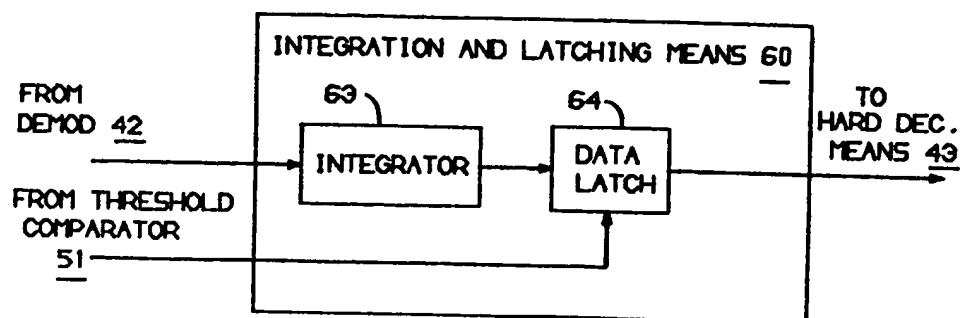 INTEGRATION AND LATCHING MEANS 60
FROM
DEMOD 42
63
INTEGRATOR
64
DATA
LATCH
TO
HARD DEC.
MEANS 43
FROM THRESHOLD
COMPARATOR
51